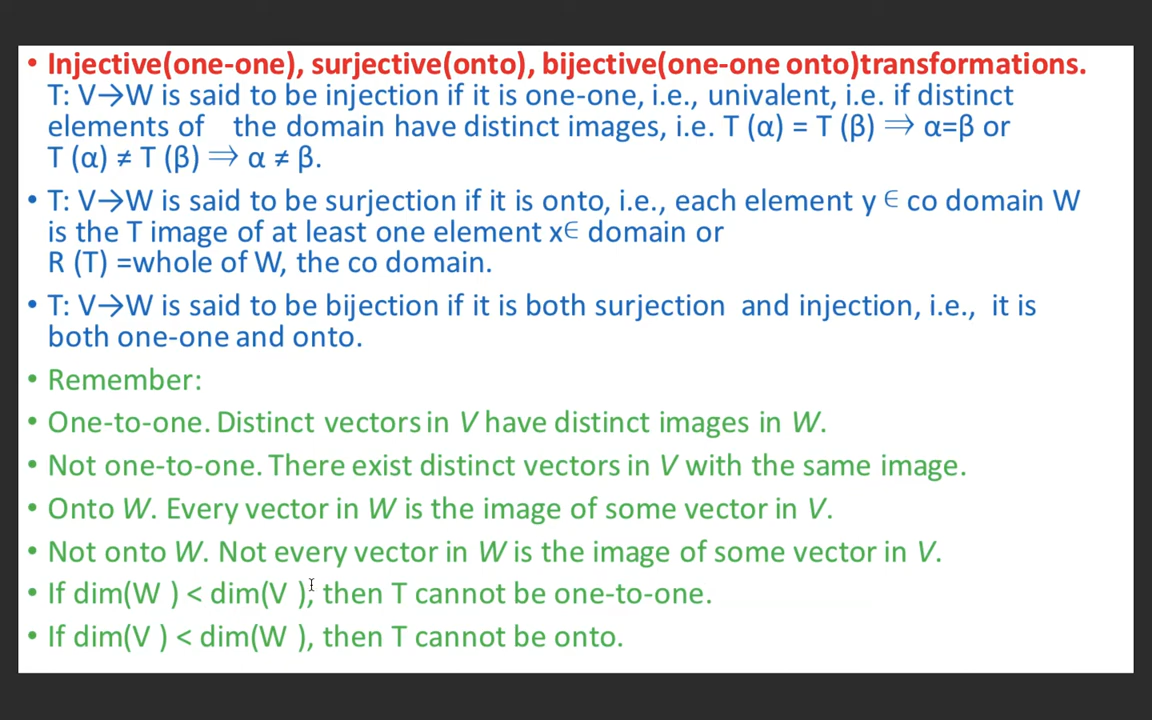 • Injective(one-one), surjective(onto), bijective(one-one onto)transformations.
T: V→W is said to be injection if it is one-one, i.e., univalent, i.e. if distinct
elements of the domain have distinct images, i.e. T (α) = T (β) ⟹ α=β or
T (α) ≠ T (β) ⟹ α ≠ β.
• T: V→W is said to be surjection if it is onto, i.e., each element y ∈ co domain W
is the T image of at least one element x∈ domain or
R (T) =whole of W, the co domain.
• T: V→W is said to be bijection if it is both surjection and injection, i.e., it is
both one-one and onto.
• Remember:
• One-to-one. Distinct vectors in V have distinct images in W.
• Not one-to-one. There exist distinct vectors in V with the same image.
• Onto W. Every vector in W is the image of some vector in V.
• Not onto W. Not every vector in W is the image of some vector in V.
• If dim(W ) < dim(V ), then T cannot be one-to-one.
• If dim(V ) < dim(W ), then T cannot be onto.